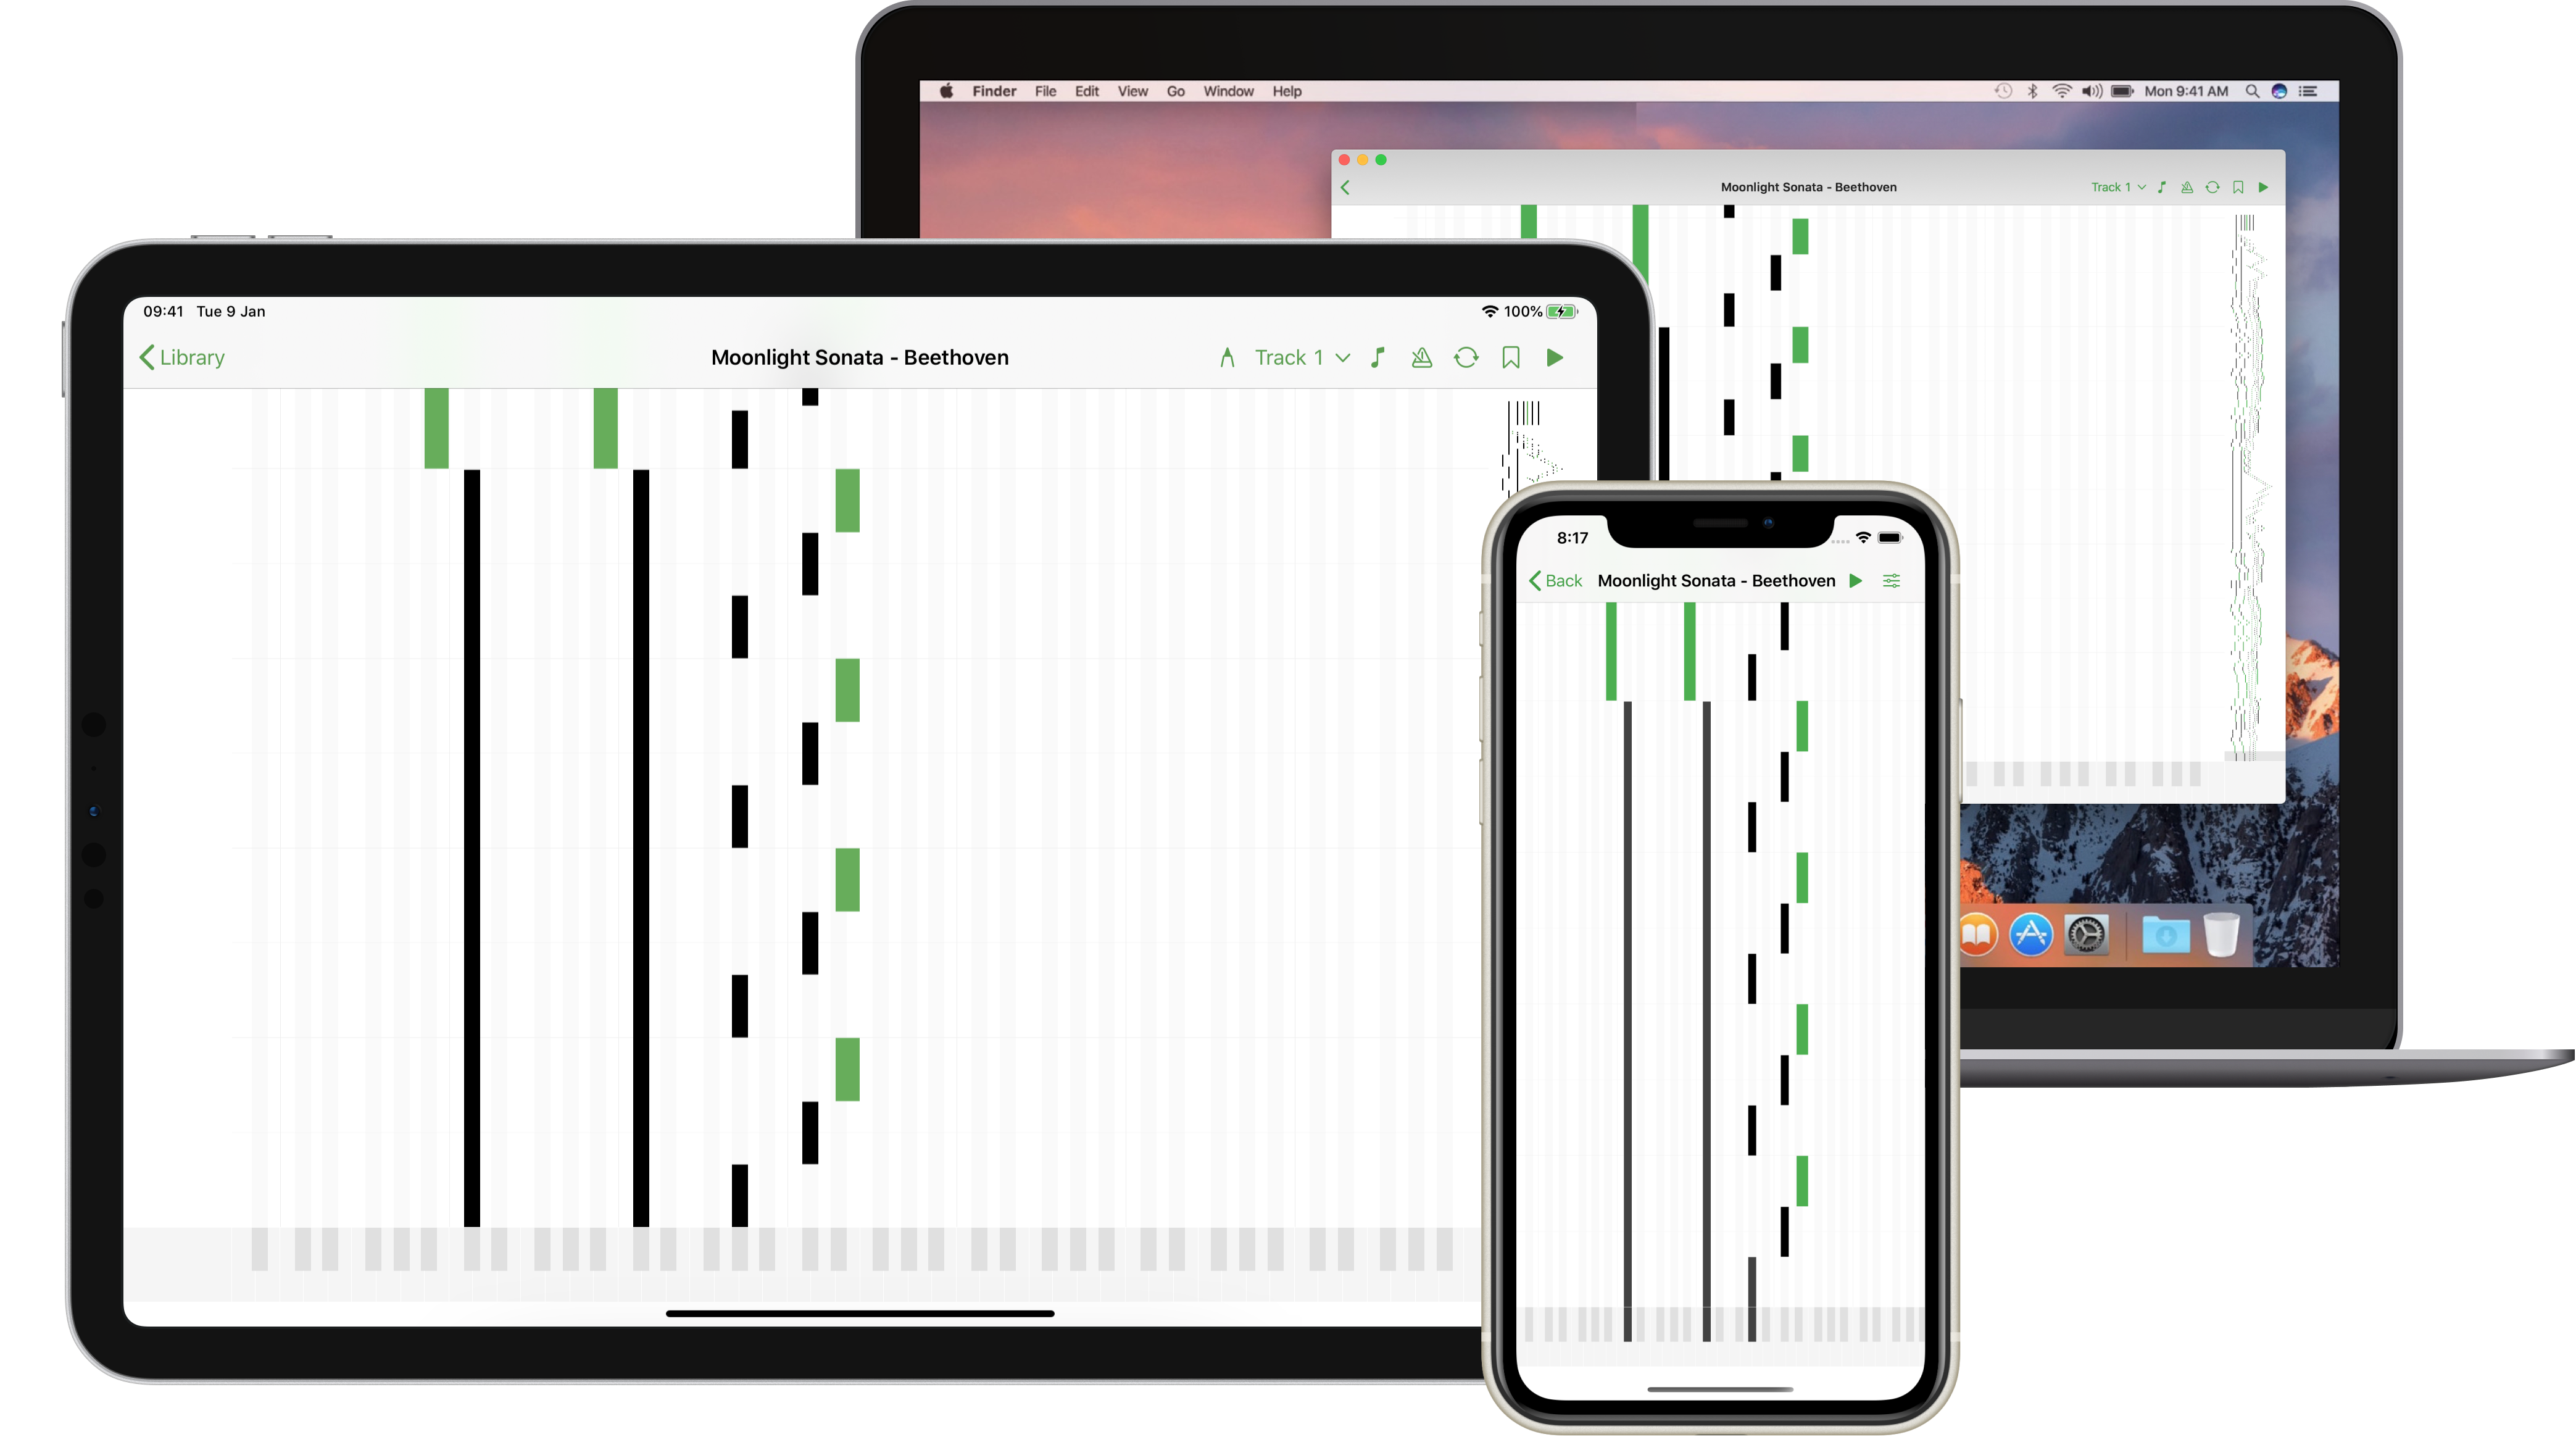 Finder File Edit View Go Window Help Mon 9:41 AM
Moonlight Sonata - Beethoven Track 1
09:41 Tue 9 Jan 100%
Library Moonlight Sonata - Beethoven Track 1
8:17
Back Moonlight Sonata - Beethoven